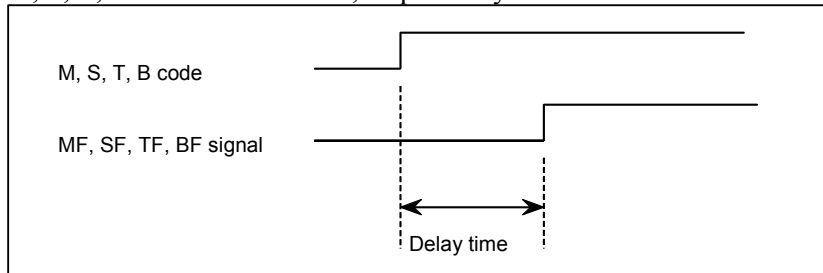 M, S, T, B code
MF, SF, TF, BF signal
Delay time